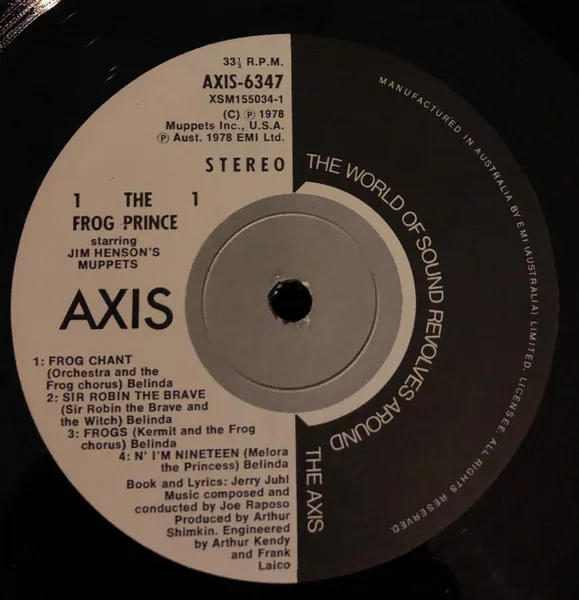 33⅓ R.P.M.
AXIS-6347
XSM155034-1
(C) Ⓟ 1978
Muppets Inc., U.S.A.
Ⓟ Aust. 1978 EMI Ltd.
STEREO
1 THE 1
FROG PRINCE
starring
JIM HENSON'S
MUPPETS
AXIS
1: FROG CHANT
(Orchestra and the
Frog chorus) Belinda
2: SIR ROBIN THE BRAVE
(Sir Robin the Brave and
the Witch) Belinda
3: FROGS (Kermit and the Frog
chorus) Belinda
4: N' I'M NINETEEN (Melora
the Princess) Belinda
Book and Lyrics: Jerry Juhl
Music composed and
conducted by Joe Raposo
Produced by Arthur
Shimkin. Engineered
by Arthur Kendy
and Frank
Laico
THE WORLD OF SOUND REVOLVES AROUND
THE AXIS
MANUFACTURED IN AUSTRALIA BY EMI (AUSTRALIA) LIMITED. LICENSEE. ALL RIGHTS RESERVED.